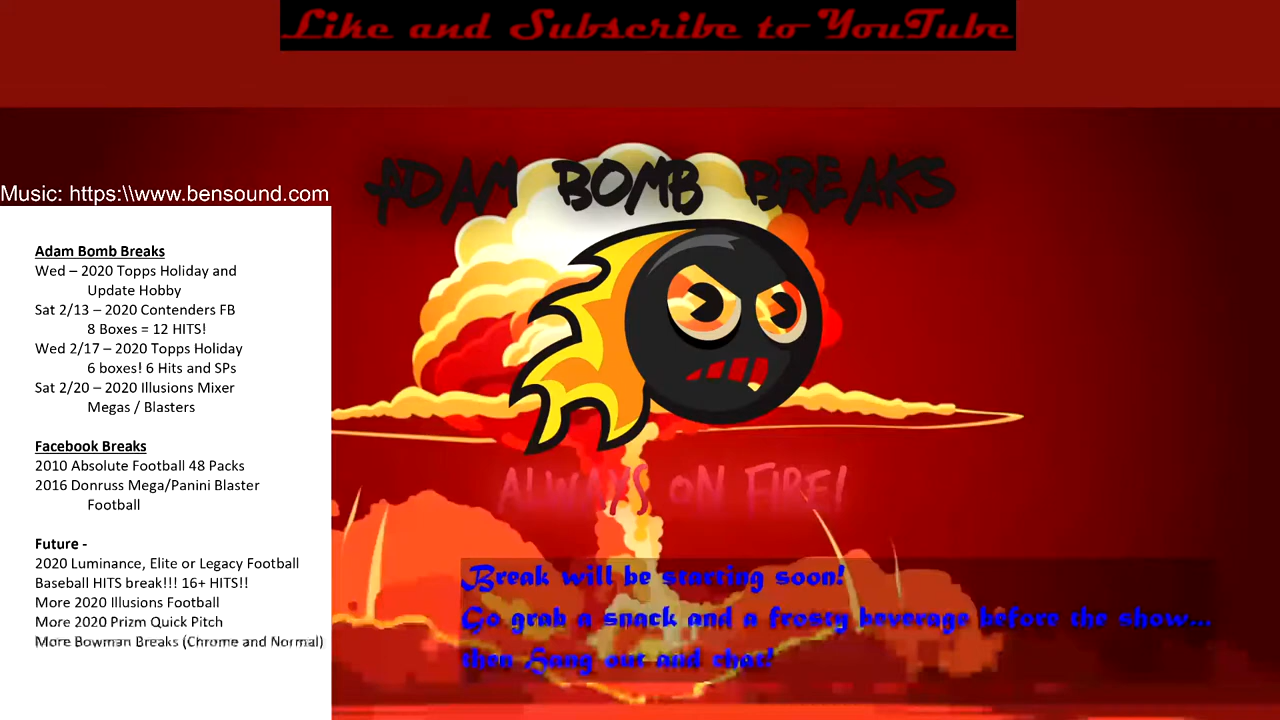 Like and Subscribe to YouTube
ADAM BOMB BREAKS
Music: https:\\www.bensound.com
Adam Bomb Breaks
Wed – 2020 Topps Holiday and
Update Hobby
Sat 2/13 – 2020 Contenders FB
8 Boxes = 12 HITS!
Wed 2/17 – 2020 Topps Holiday
6 boxes! 6 Hits and SPs
Sat 2/20 – 2020 Illusions Mixer
Megas / Blasters
Facebook Breaks
2010 Absolute Football 48 Packs
2016 Donruss Mega/Panini Blaster
Football
Future -
2020 Luminance, Elite or Legacy Football
Baseball HITS break!!! 16+ HITS!!
More 2020 Illusions Football
More 2020 Prizm Quick Pitch
More Bowman Breaks (Chrome and Normal)
ALWAYS ON FIRE!
Break will be starting soon!
Go grab a snack and a frosty beverage before the show...
then Hang out and chat!